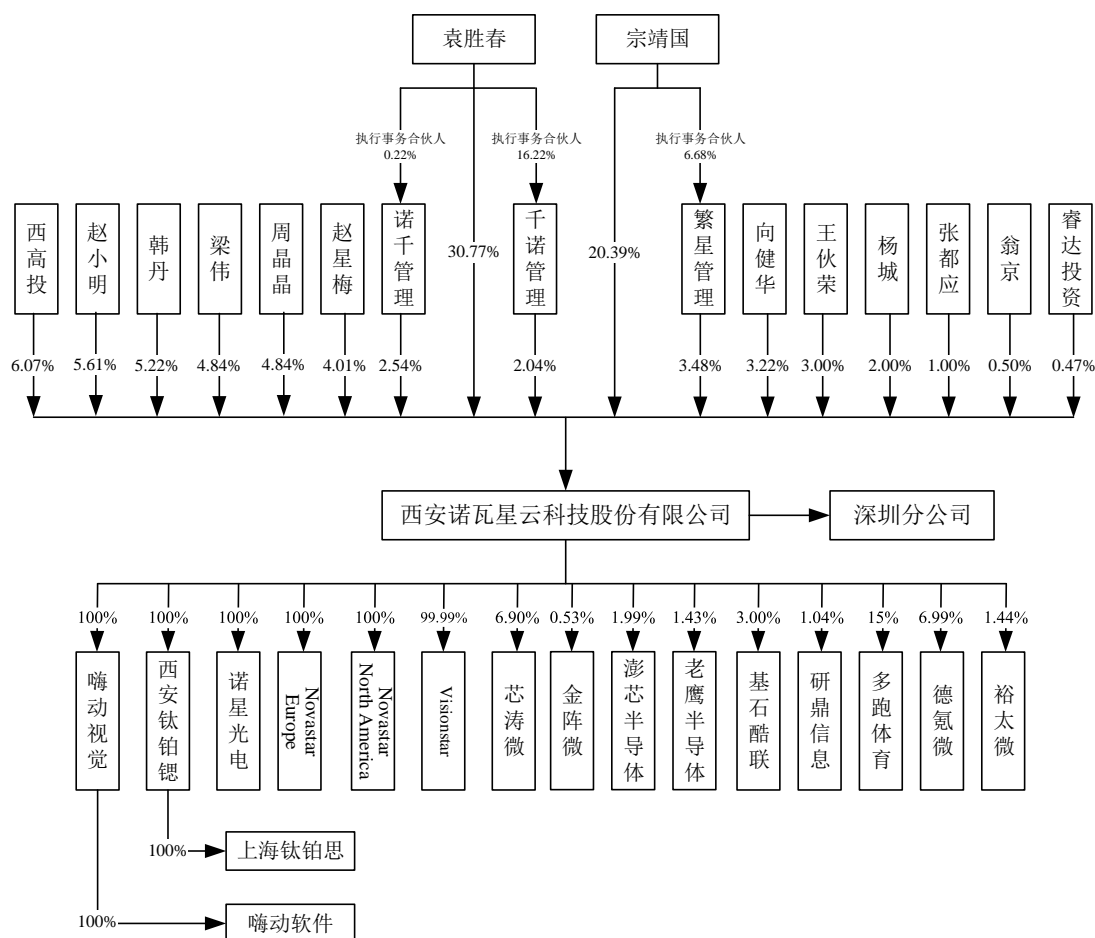 袁胜春
宗靖国
执行事务合伙人
0.22%
执行事务合伙人
16.22%
执行事务合伙人
6.68%
西高投
赵小明
韩丹
梁伟
周晶晶
赵星梅
诺千管理
30.77%
千诺管理
20.39%
繁星管理
向健华
王伙荣
杨城
张都应
翁京
睿达投资
6.07%
5.61%
5.22%
4.84%
4.84%
4.01%
2.54%
2.04%
3.48%
3.22%
3.00%
2.00%
1.00%
0.50%
0.47%
西安诺瓦星云科技股份有限公司
深圳分公司
100%
100%
100%
100%
100%
99.99%
6.90%
0.53%
1.99%
1.43%
3.00%
1.04%
15%
6.99%
1.44%
嗨动视觉
西安钛铂锶
诺星光电
Novastar
Europe
Novastar
North America
Visionstar
芯涛微
金阵微
澎芯半导体
老鹰半导体
基石酷联
研鼎信息
多跑体育
德氪微
裕太微
100%
上海钛铂思
100%
嗨动软件